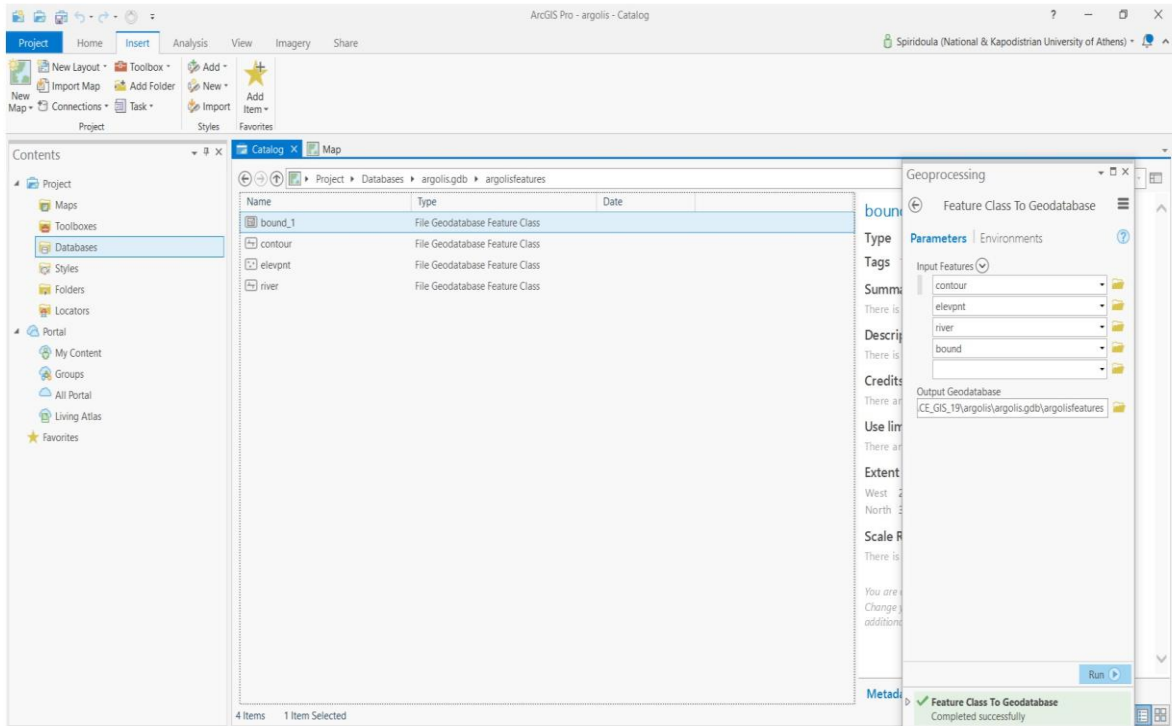 ArcGIS Pro - argolis - Catalog
?
Project Home Insert Analysis View Imagery Share
Spiridoula (National & Kapodistrian University of Athens)
New Map
New Layout
Import Map
Connections
Toolbox
Add Folder
Task
Project
Add
New
Import
Styles
Add Item
Favorites
Contents
Project
Maps
Toolboxes
Databases
Styles
Folders
Locators
Portal
My Content
Groups
All Portal
Living Atlas
Favorites
Catalog Map
Project Databases argolis.gdb argolisfeatures
Name Type Date
bound_1 File Geodatabase Feature Class
contour File Geodatabase Feature Class
elevpnt File Geodatabase Feature Class
river File Geodatabase Feature Class
4 Items 1 Item Selected
boun
Type
Tags
Summa
There is
Descrip
There is
Credits
There ar
Use lim
There ar
Extent
West
North
Scale R
There is
You are
Change y
additiona
Metada
Geoprocessing
Feature Class To Geodatabase
Parameters Environments
?
Input Features
contour
elevpnt
river
bound
Output Geodatabase
CE_GIS_19\argolis\argolis.gdb\argolisfeatures
Run
Feature Class To Geodatabase
Completed successfully